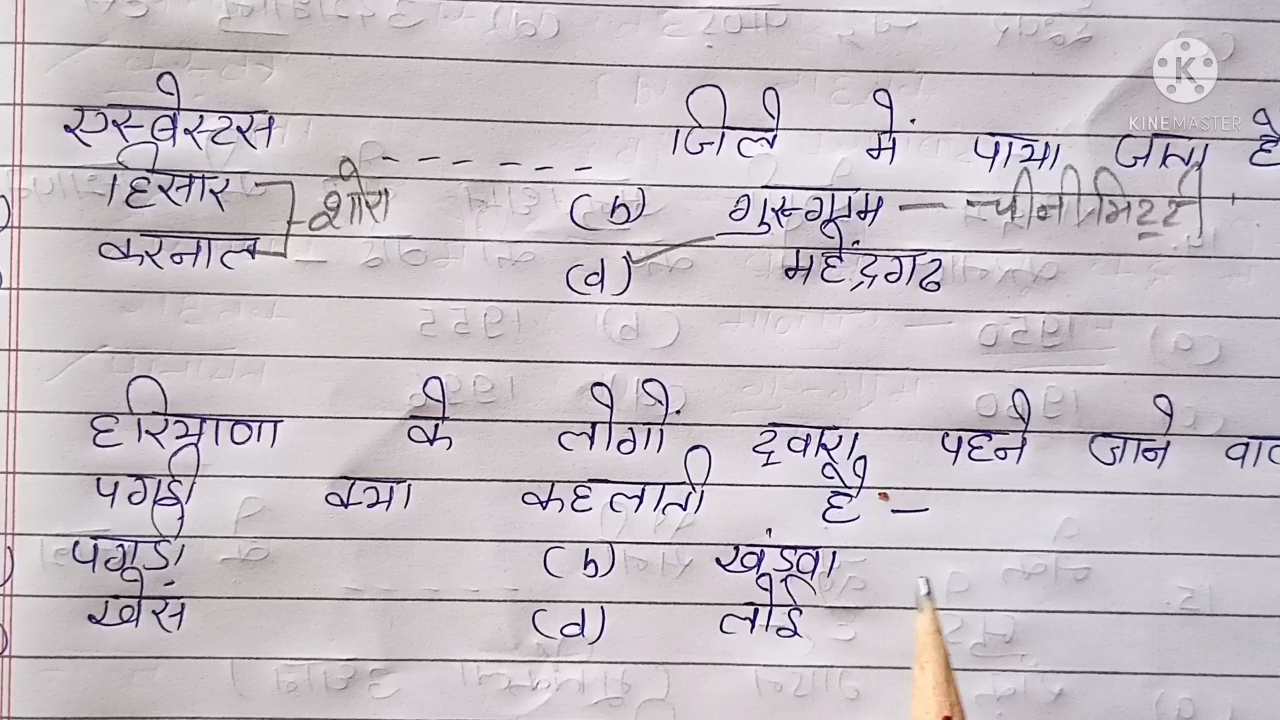 एस्बेस्टस - - - - - - जिले में पाया जाता है
हिसार शोरा (b) गुरुग्राम — चीनी मिट्टी
करनाल (d) महेंद्रगढ
हरियाणा के लोगों द्वारा पहने जाने
पगड़ी क्या कहलाती है -
पगड़ी (b) खंडवा
खेस (d) लोई
KINEMASTER